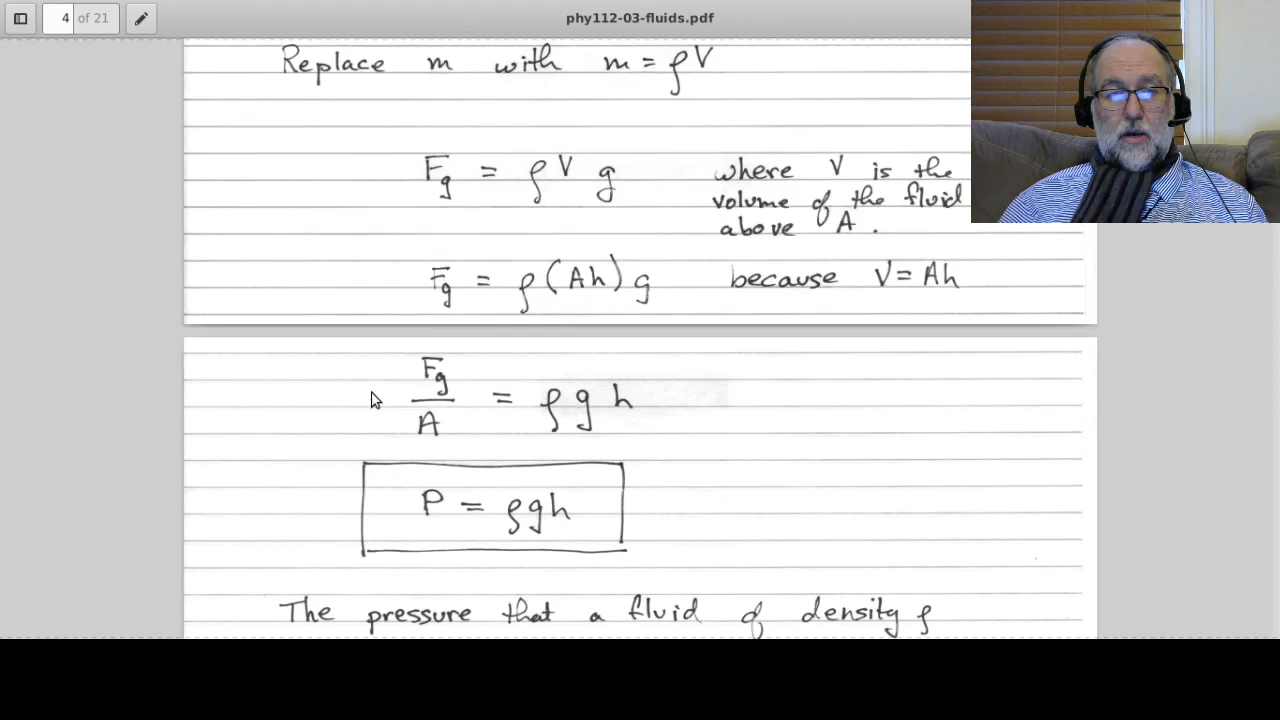 4 of 21
phy112-03-fluids.pdf
Replace m with m = ρV
F_g = ρ V g where V is the
volume of the fluid
above A.
F_g = ρ(Ah)g because V = Ah
F_g
/ A = ρ g h
P = ρgh
The pressure that a fluid of density ρ